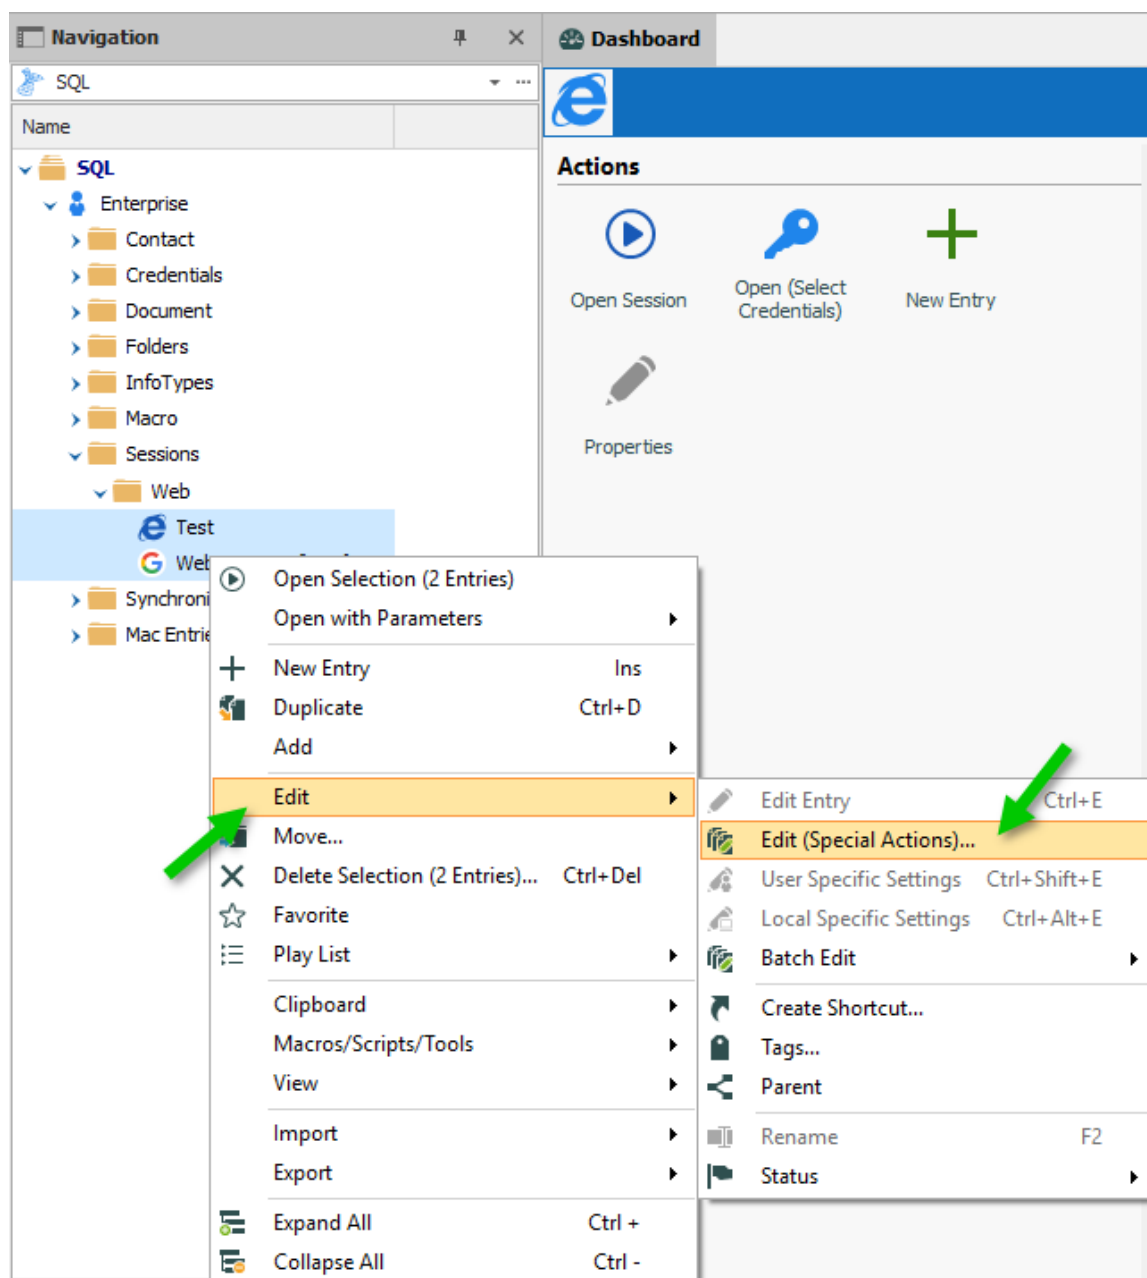 Navigation
Dashboard
SQL
Name
SQL
Enterprise
Contact
Credentials
Document
Folders
InfoTypes
Macro
Sessions
Web
Test
Synchroni
Mac Entrie
Actions
Open Session
Open (Select
Credentials)
New Entry
Properties
Open Selection (2 Entries)
Open with Parameters
New Entry Ins
Duplicate Ctrl+D
Add
Edit
Move...
Delete Selection (2 Entries)... Ctrl+Del
Favorite
Play List
Clipboard
Macros/Scripts/Tools
View
Import
Export
Expand All Ctrl +
Collapse All Ctrl -
Edit Entry Ctrl+E
Edit (Special Actions)...
User Specific Settings Ctrl+Shift+E
Local Specific Settings Ctrl+Alt+E
Batch Edit
Create Shortcut...
Tags...
Parent
Rename F2
Status